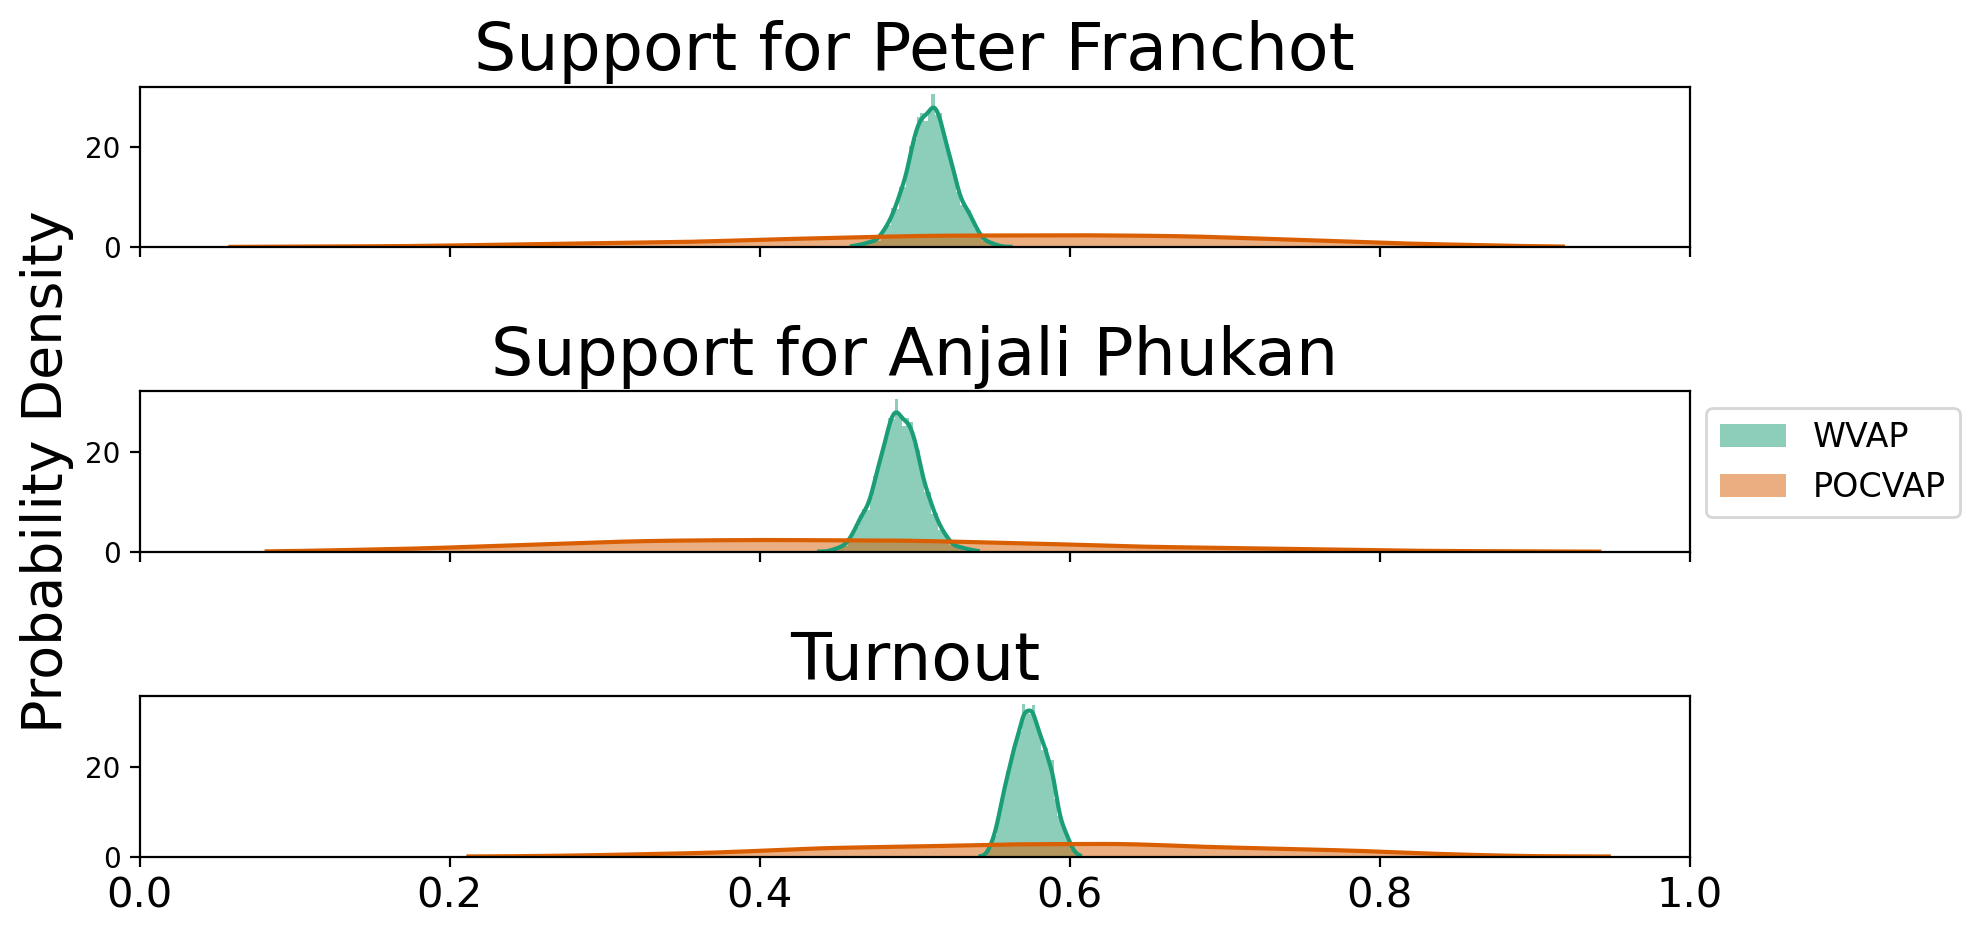 Support for Peter Franchot
20
0
Support for Anjali Phukan
20
0
Probability Density
WVAP
POCVAP
Turnout
20
0
0.0 0.2 0.4 0.6 0.8 1.0